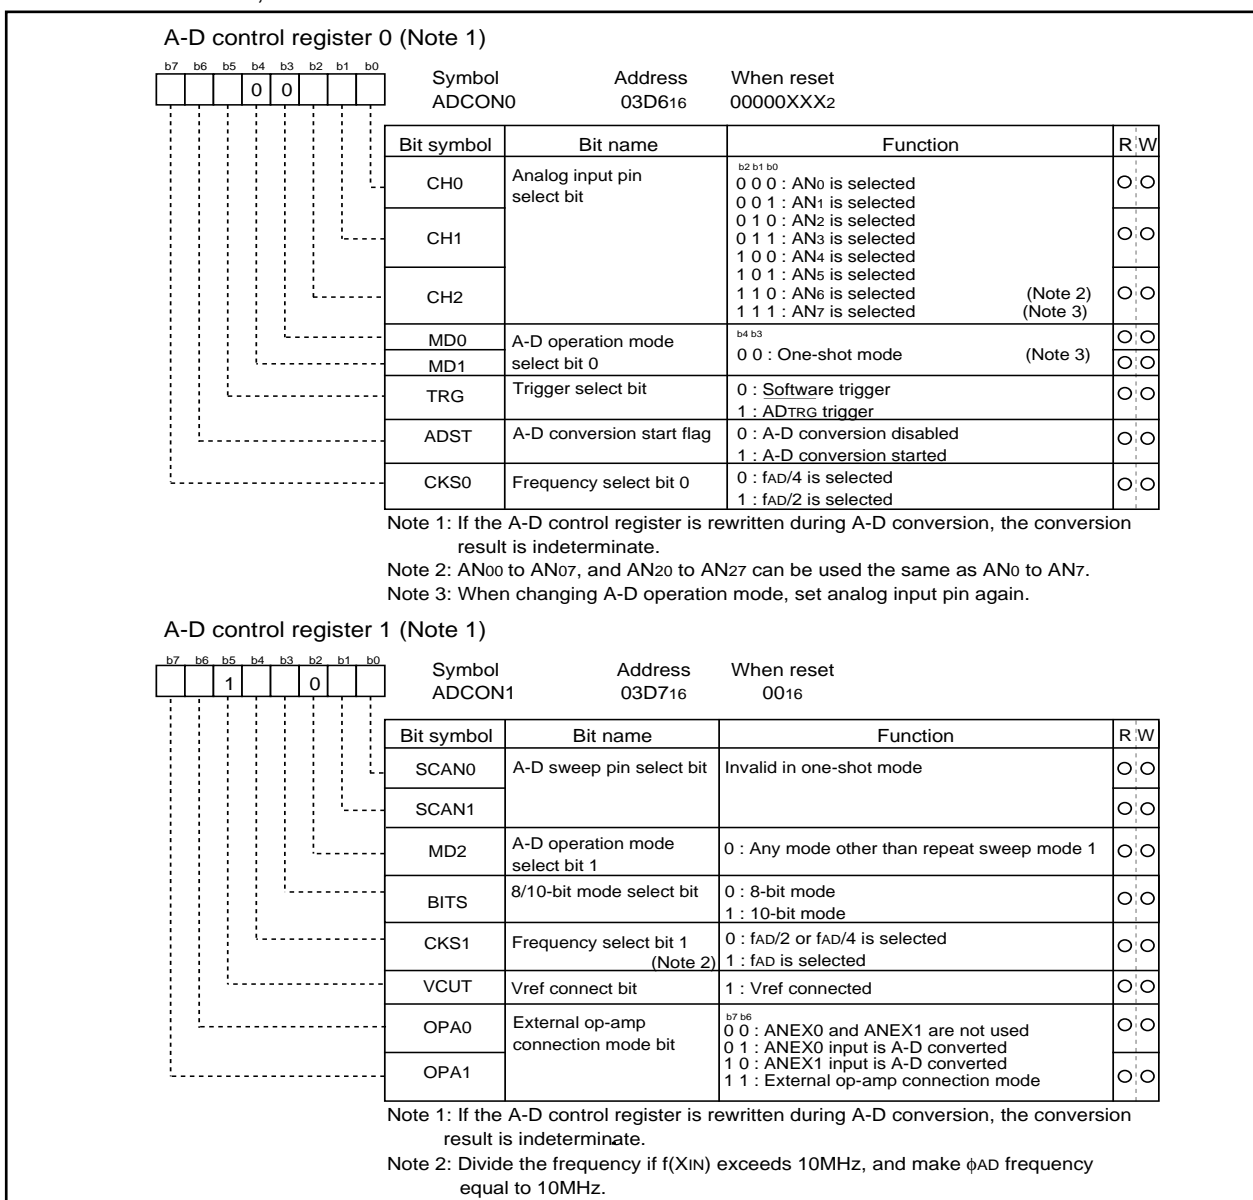 A-D control register 0 (Note 1)
b7 b6 b5 b4 b3 b2 b1 b0
0 0
Symbol Address When reset
ADCON0 03D616 00000XXX2
Bit symbol Bit name Function R W
CH0 Analog input pin select bit
b2 b1 b0
0 0 0 : AN0 is selected
0 0 1 : AN1 is selected
0 1 0 : AN2 is selected
CH1 0 1 1 : AN3 is selected
1 0 0 : AN4 is selected
1 0 1 : AN5 is selected
CH2 1 1 0 : AN6 is selected (Note 2)
1 1 1 : AN7 is selected (Note 3)
MD0 A-D operation mode
MD1 select bit 0
b4 b3
0 0 : One-shot mode (Note 3)
TRG Trigger select bit 0 : Software trigger
1 : ADTRG trigger
ADST A-D conversion start flag 0 : A-D conversion disabled
1 : A-D conversion started
CKS0 Frequency select bit 0 0 : fAD/4 is selected
1 : fAD/2 is selected
Note 1: If the A-D control register is rewritten during A-D conversion, the conversion
result is indeterminate.
Note 2: AN00 to AN07, and AN20 to AN27 can be used the same as AN0 to AN7.
Note 3: When changing A-D operation mode, set analog input pin again.
A-D control register 1 (Note 1)
b7 b6 b5 b4 b3 b2 b1 b0
1 0
Symbol Address When reset
ADCON1 03D716 0016
Bit symbol Bit name Function R W
SCAN0 A-D sweep pin select bit Invalid in one-shot mode
SCAN1
MD2 A-D operation mode
select bit 1
0 : Any mode other than repeat sweep mode 1
BITS 8/10-bit mode select bit 0 : 8-bit mode
1 : 10-bit mode
CKS1 Frequency select bit 1 0 : fAD/2 or fAD/4 is selected
(Note 2) 1 : fAD is selected
VCUT Vref connect bit 1 : Vref connected
OPA0 External op-amp
connection mode bit
b7 b6
0 0 : ANEX0 and ANEX1 are not used
0 1 : ANEX0 input is A-D converted
1 0 : ANEX1 input is A-D converted
OPA1 1 1 : External op-amp connection mode
Note 1: If the A-D control register is rewritten during A-D conversion, the conversion
result is indeterminate.
Note 2: Divide the frequency if f(XIN) exceeds 10MHz, and make ϕAD frequency
equal to 10MHz.